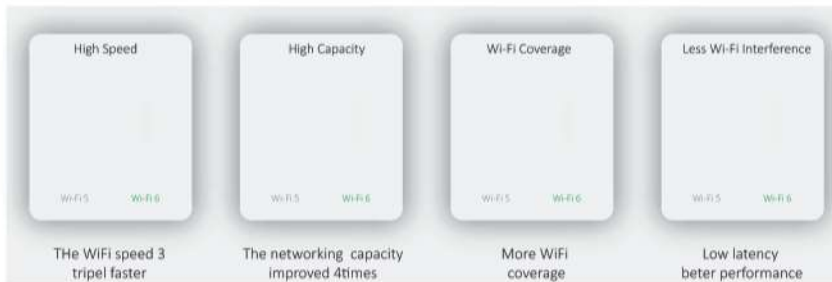 High Speed
Wi-Fi 5 Wi-Fi 6
THe WiFi speed 3
tripel faster
High Capacity
Wi-Fi 5 Wi-Fi 6
The networking capacity
improved 4times
Wi-Fi Coverage
Wi-Fi 5 Wi-Fi 6
More WiFi
coverage
Less Wi-Fi Interference
Wi-Fi 5 Wi-Fi 6
Low latency
beter performance